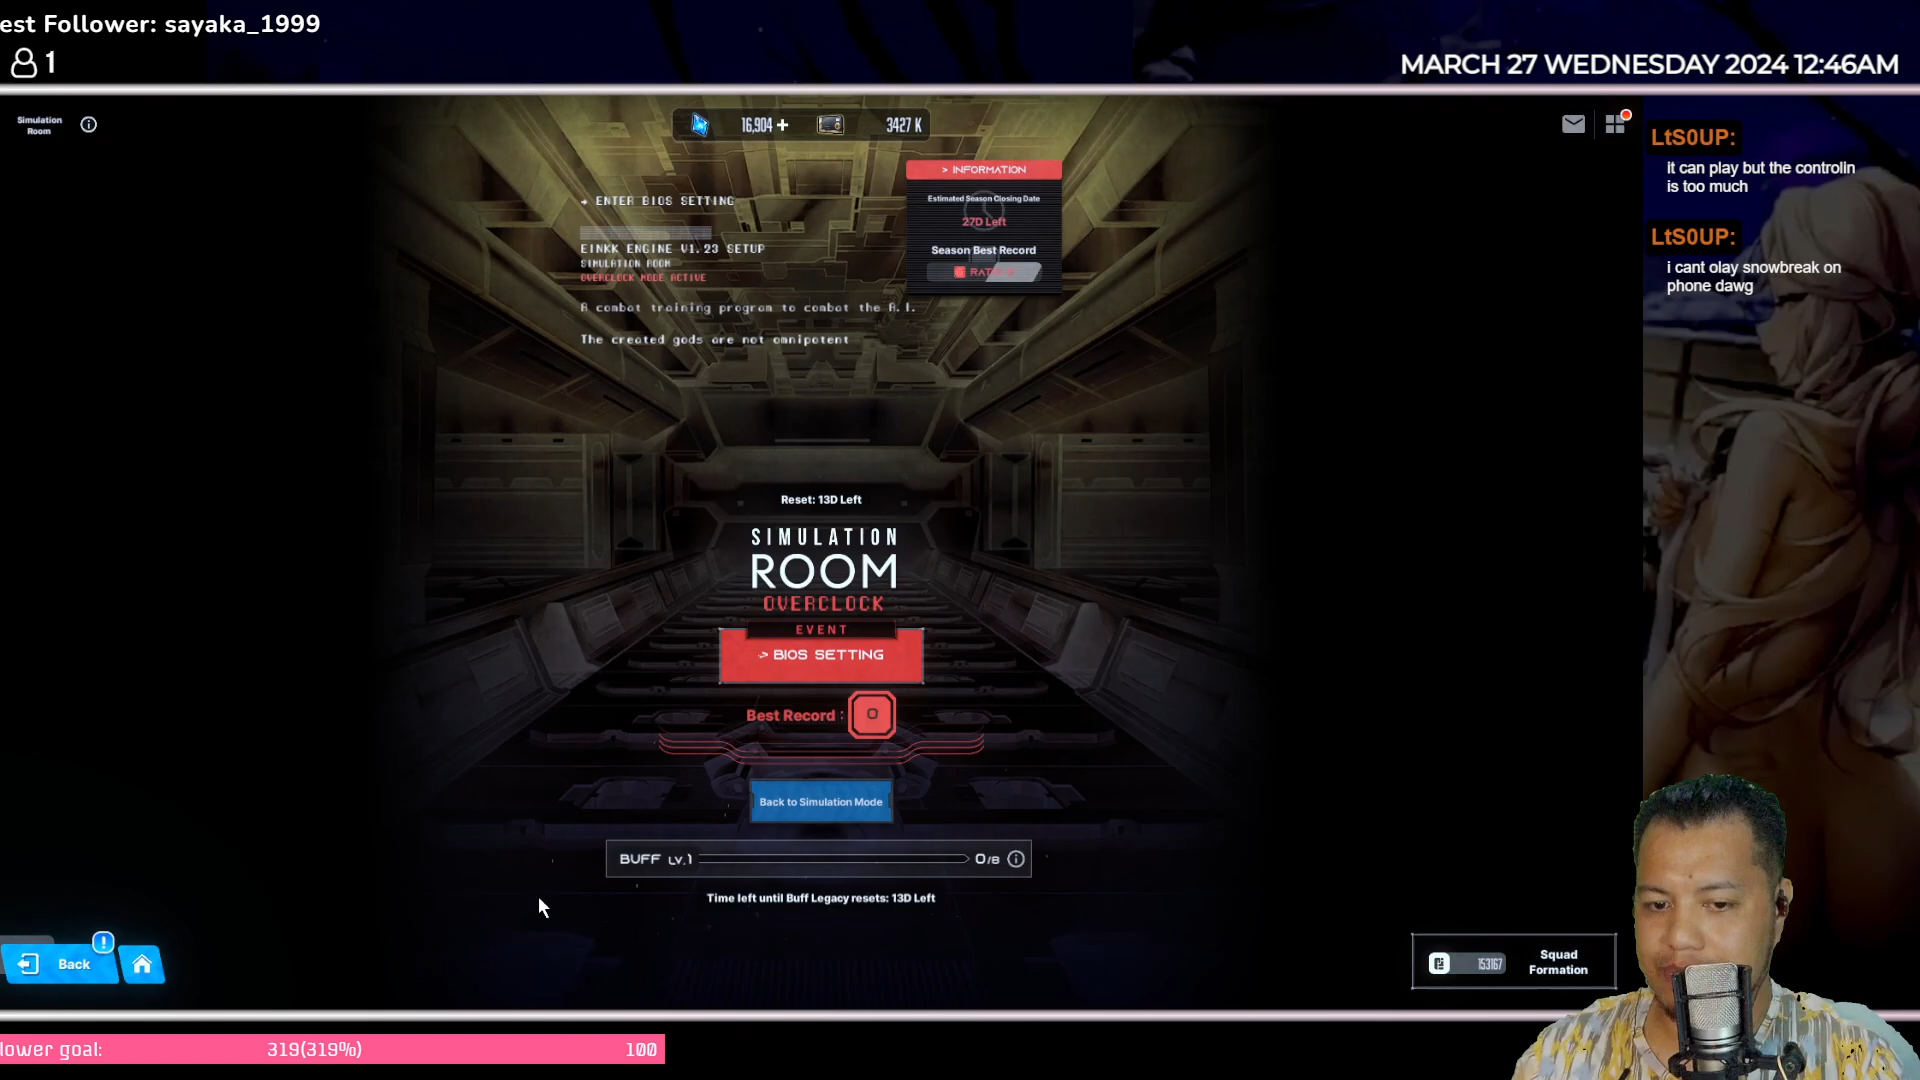 est Follower: sayaka_1999
1
MARCH 27 WEDNESDAY 2024 12:46AM
Simulation
Room
16,904 +
3427 K
> INFORMATION
Estimated Season Closing Date
27D Left
Season Best Record
ENTER BIOS SETTING
EINKK ENGINE V1.23 SETUP
SIMULATION ROOM
OVERCLOCK MODE ACTIVE
A combat training program to combat the A.I.
The created gods are not omnipotent
LtS0UP:
it can play but the controlin
is too much
LtS0UP:
i cant olay snowbreak on
phone dawg
Reset: 13D Left
SIMULATION
ROOM
OVERCLOCK
EVENT
-> BIOS SETTING
Best Record : 0
Back to Simulation Mode
BUFF LV.1
0/8
Time left until Buff Legacy resets: 13D Left
Back
153167
Squad
Formation
lower goal:
319(319%)
100